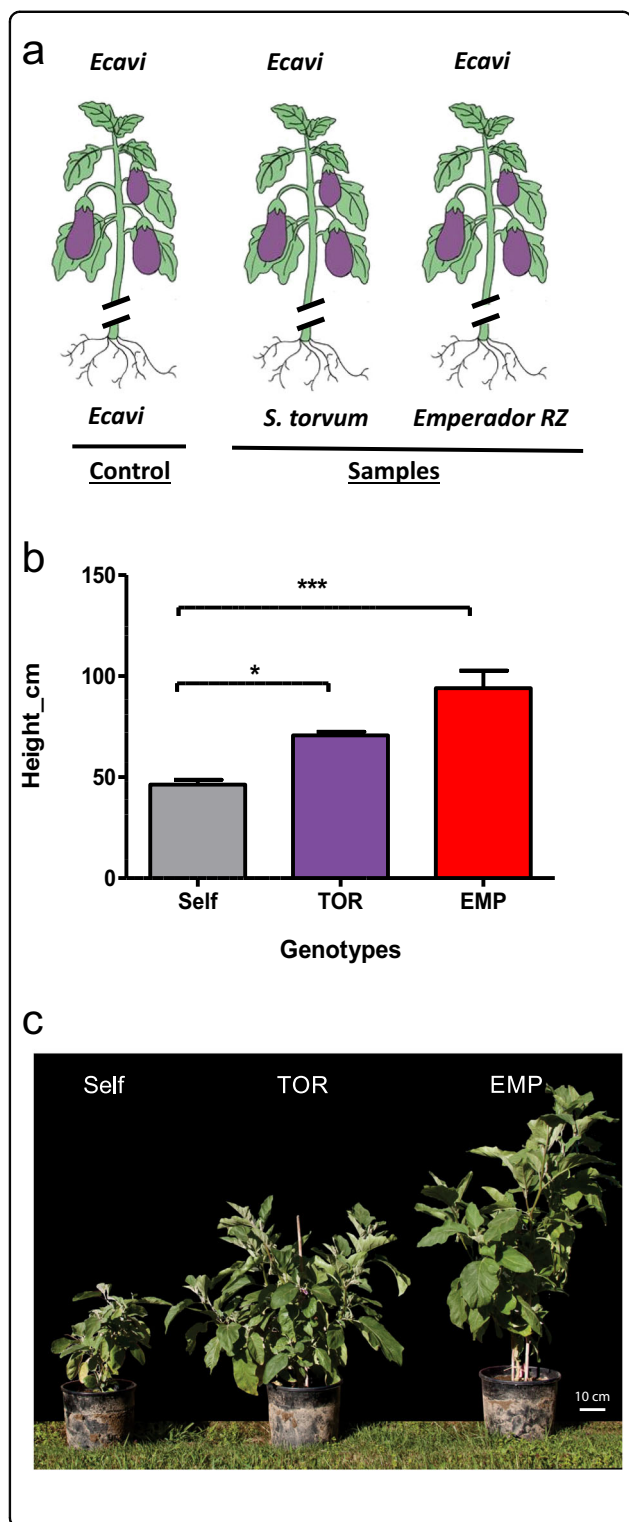 a
Ecavi Ecavi Ecavi
Ecavi S. torvum Emperador RZ
Control Samples
b
150
***
100
*
50
0
Height_cm
Self TOR EMP
Genotypes
c
Self TOR EMP
10 cm